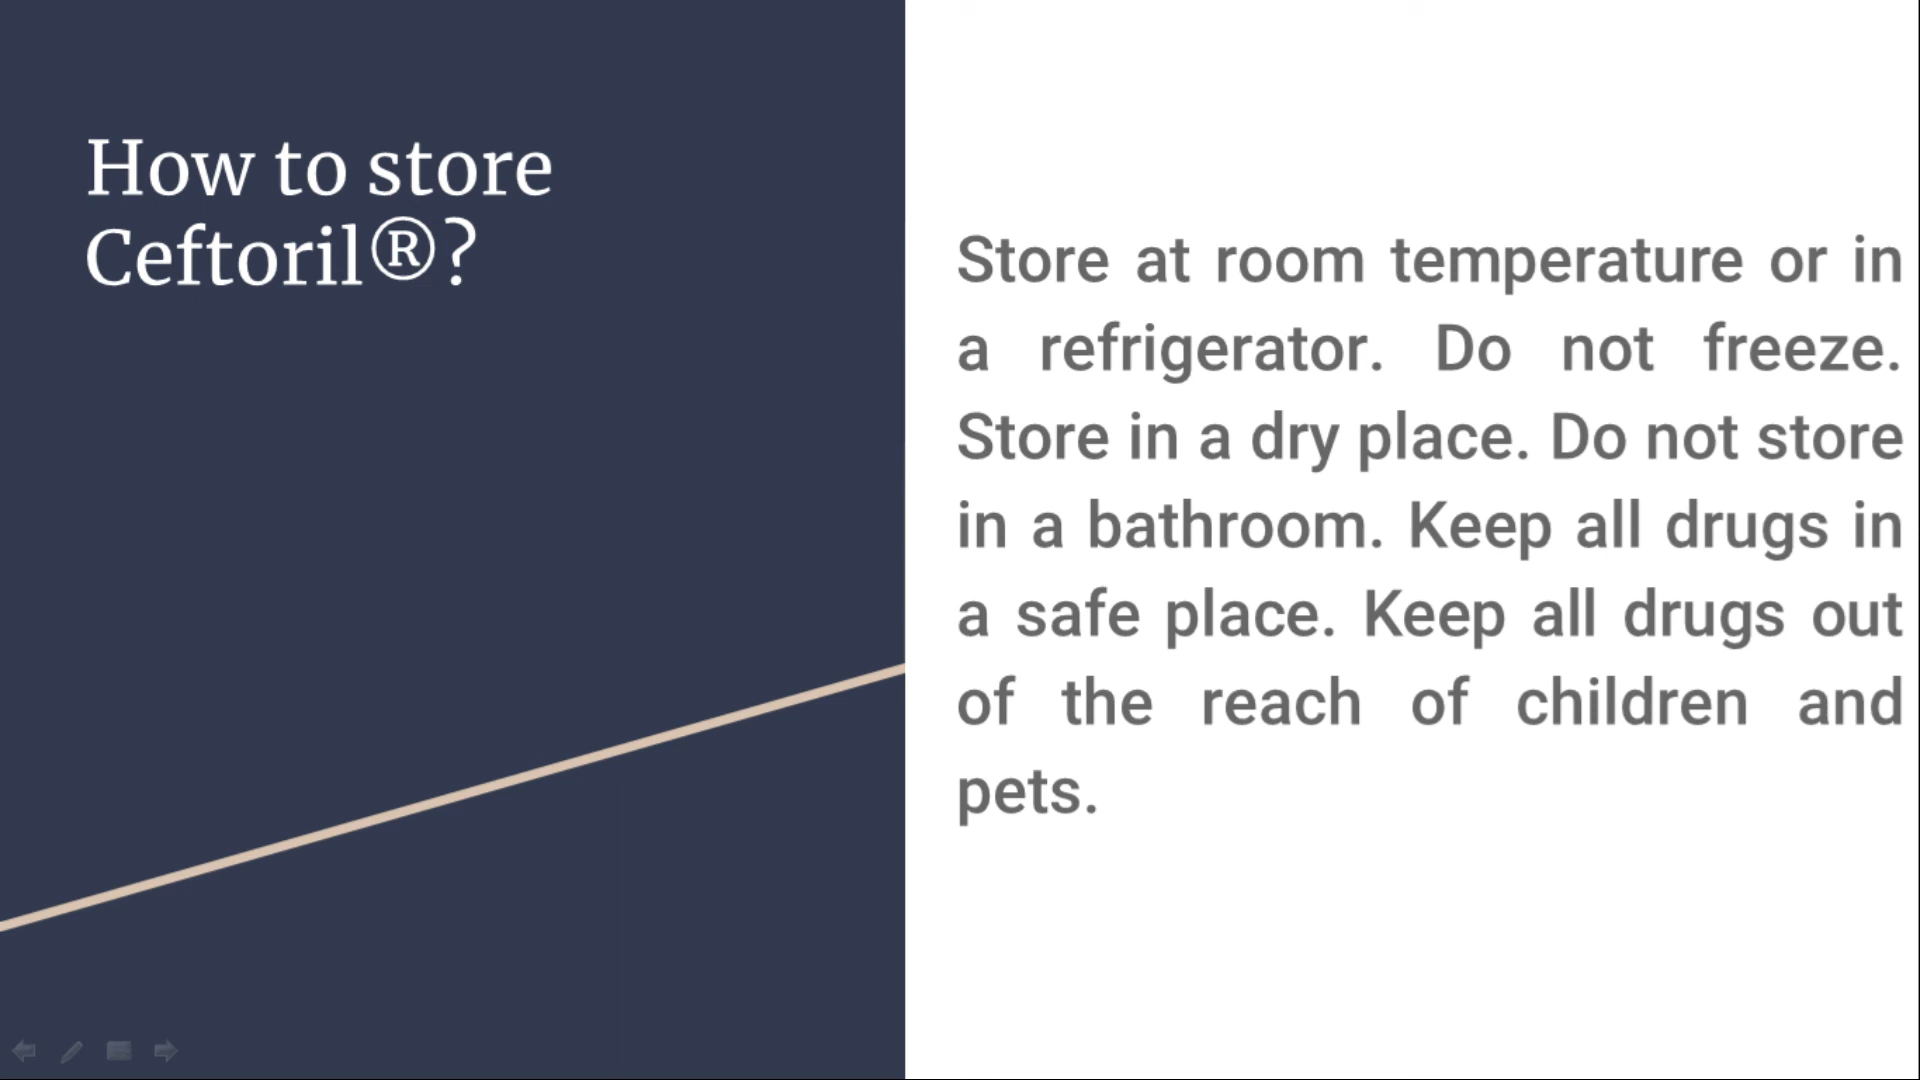 How to store
Ceftoril®?
Store at room temperature or in
a refrigerator. Do not freeze.
Store in a dry place. Do not store
in a bathroom. Keep all drugs in
a safe place. Keep all drugs out
of the reach of children and
pets.